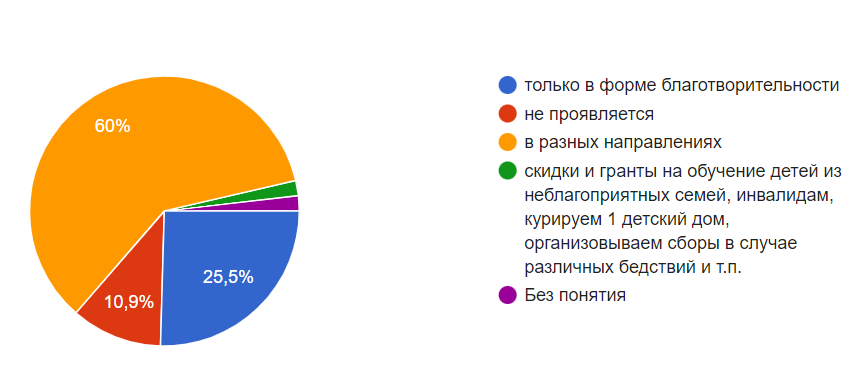 60%
25,5%
10,9%
только в форме благотворительности
не проявляется
в разных направлениях
скидки и гранты на обучение детей из
неблагоприятных семей, инвалидам,
курируем 1 детский дом,
организовываем сборы в случае
различных бедствий и т.п.
Без понятия